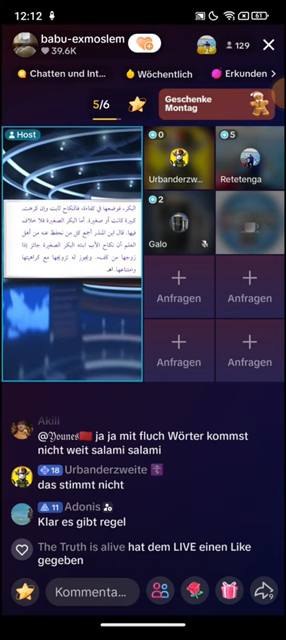 12:12
61
babu-exmoslem
39.6K
129
Chatten und Int...
Wöchentlich
Erkunden
5/6
Geschenke
Montag
Host
البكر، فوضعها في كفاءة، فالنكاح ثابت وإن كرهت،
كبيرة كانت أو صغيرة. أما البكر الصغيرة فلا خلاف
فيها. قال ابن المنذر أجمع كل من نحفظ عنه من أهل
العلم أن نكاح الأب ابنته البكر الصغيرة جائز إذا
زوجها من كفء. ويجوز له تزويجها مع كراهيتها
وامتناعها. اهـ
0
Urbanderzw...
5
Retetenga
2
Galo
Anfragen
Anfragen
Anfragen
Anfragen
Akili
@𝔜𝔬𝔲𝔫𝔢𝔰🇲🇦 ja ja mit fluch Wörter kommst
nicht weit salami salami
18 Urbanderzweite
das stimmt nicht
11 Adonis
Klar es gibt regel
The Truth is alive hat dem LIVE einen Like
gegeben
Kommenta...
9